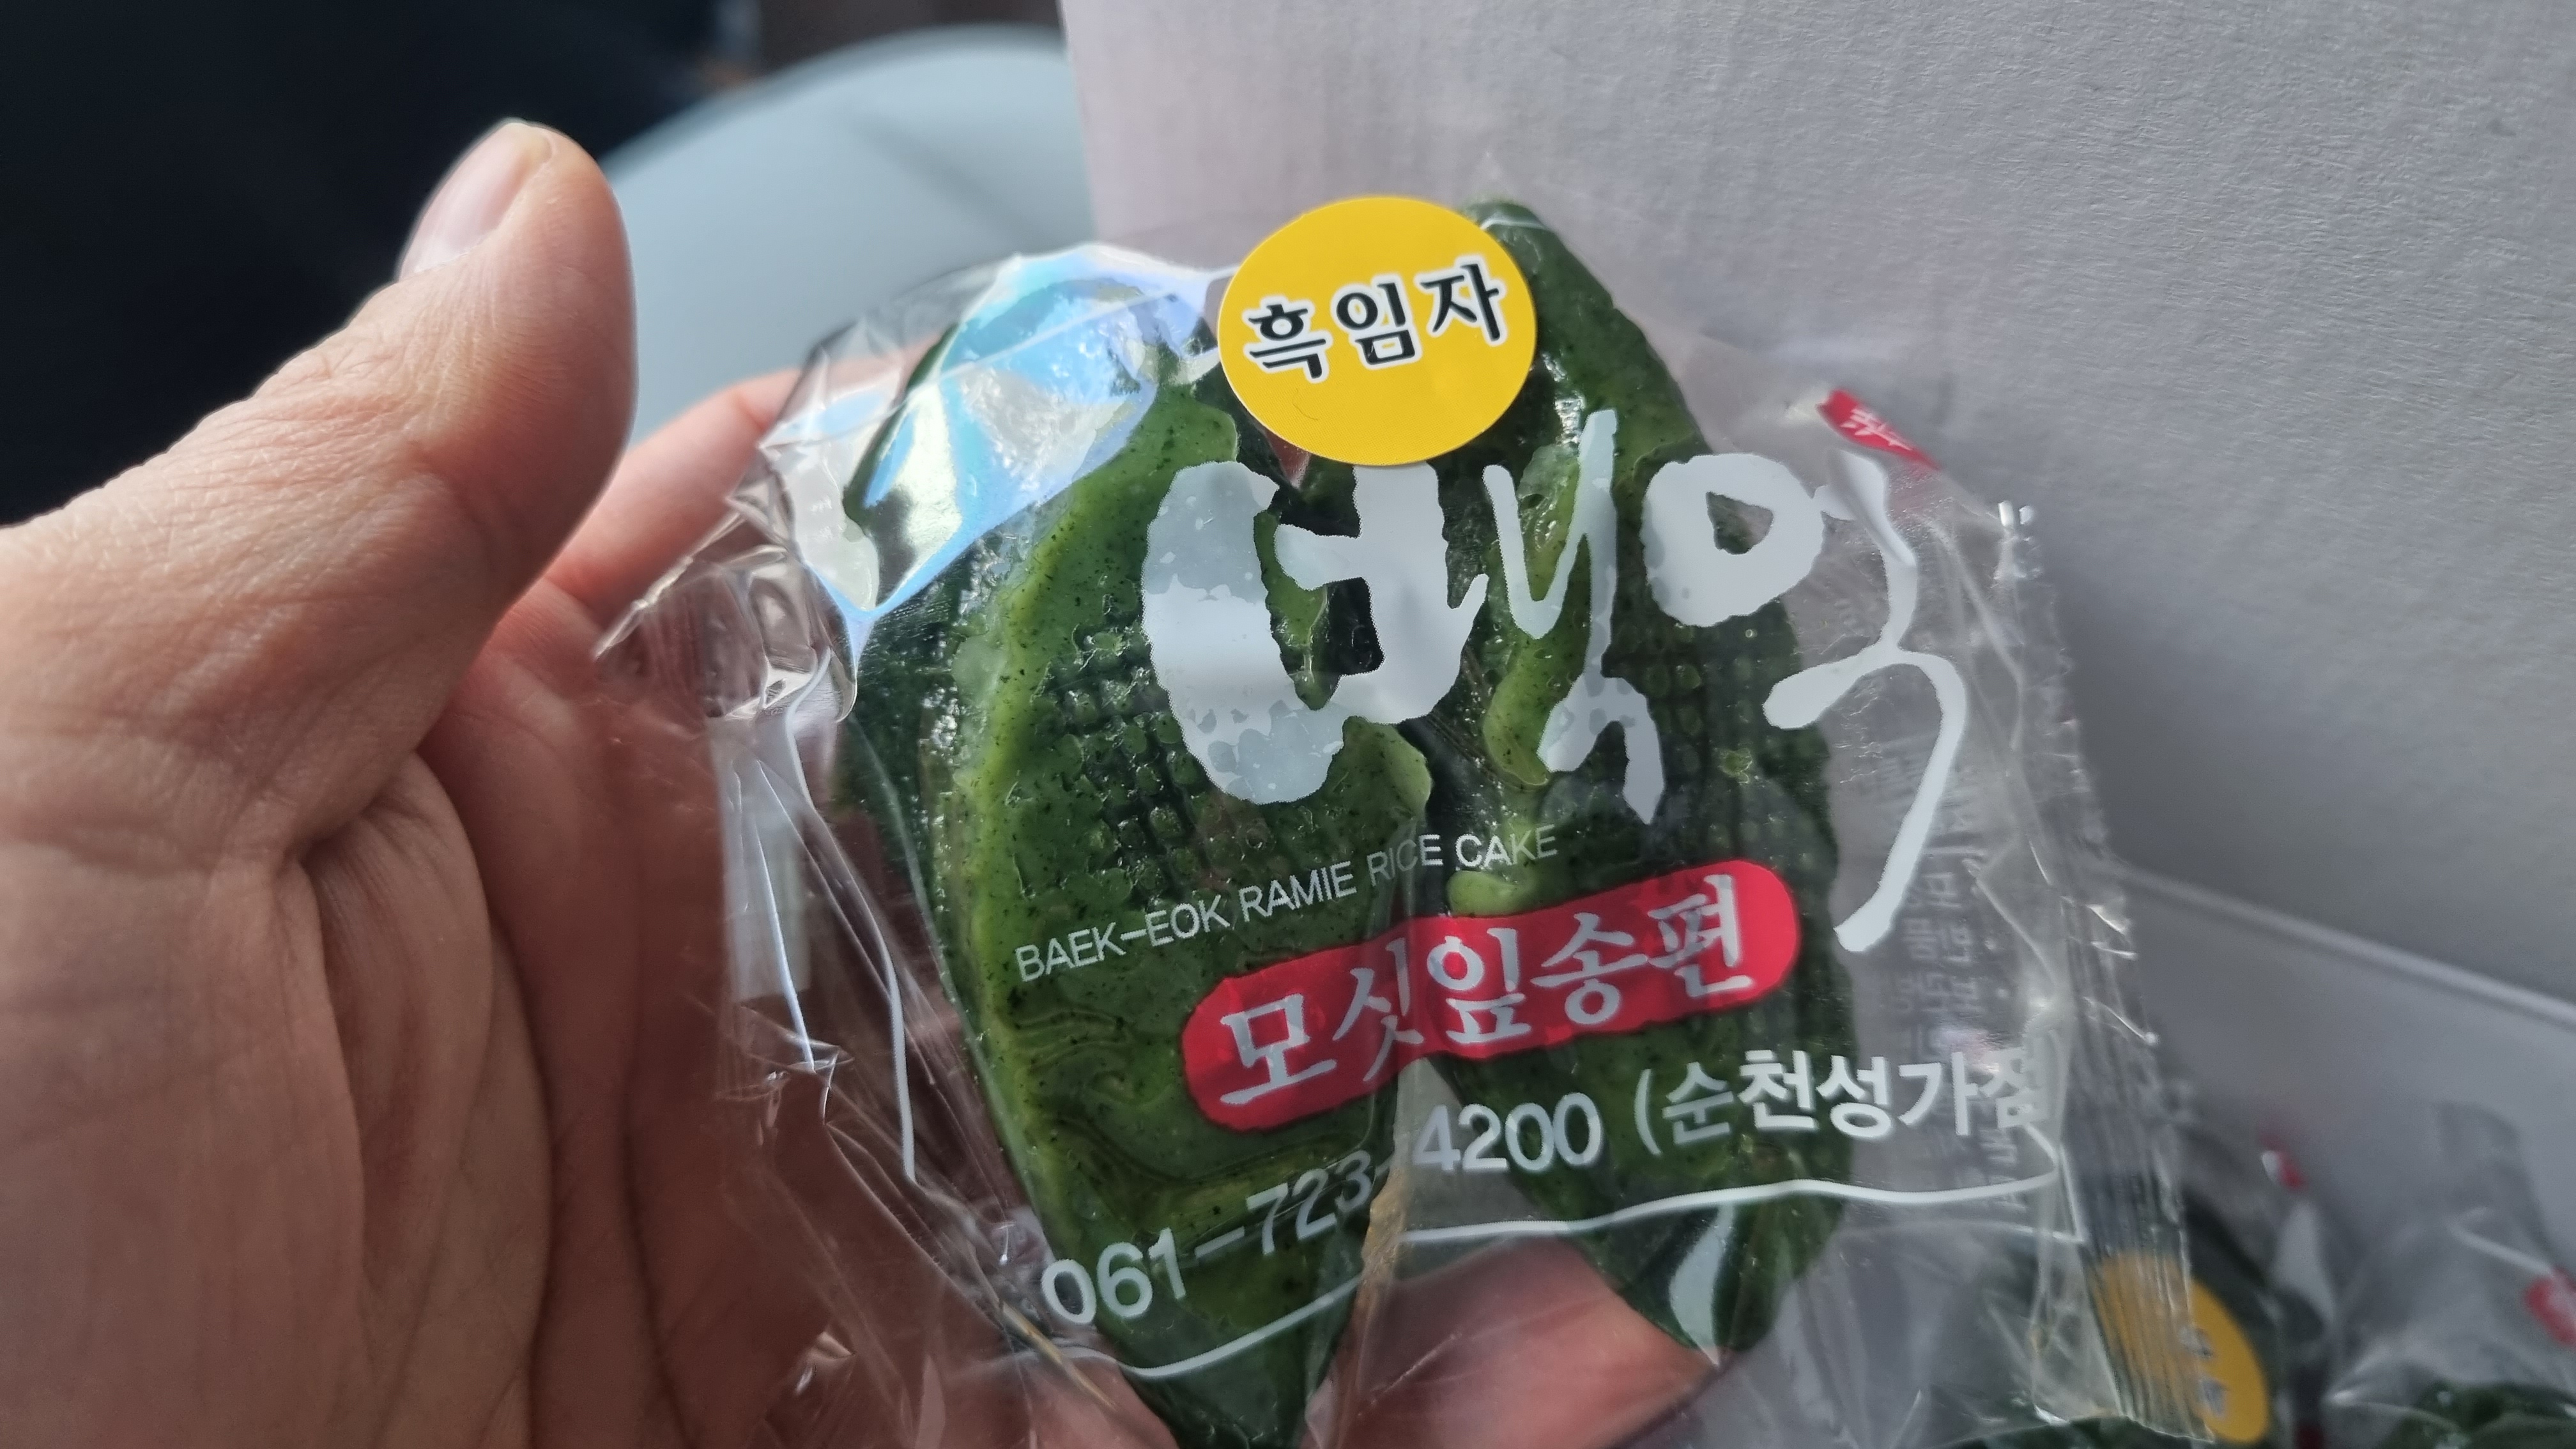 흑임자
백억
BAEK-EOK RAMIE RICE CAKE
모싯잎송편
061-723-4200 (순천성가점